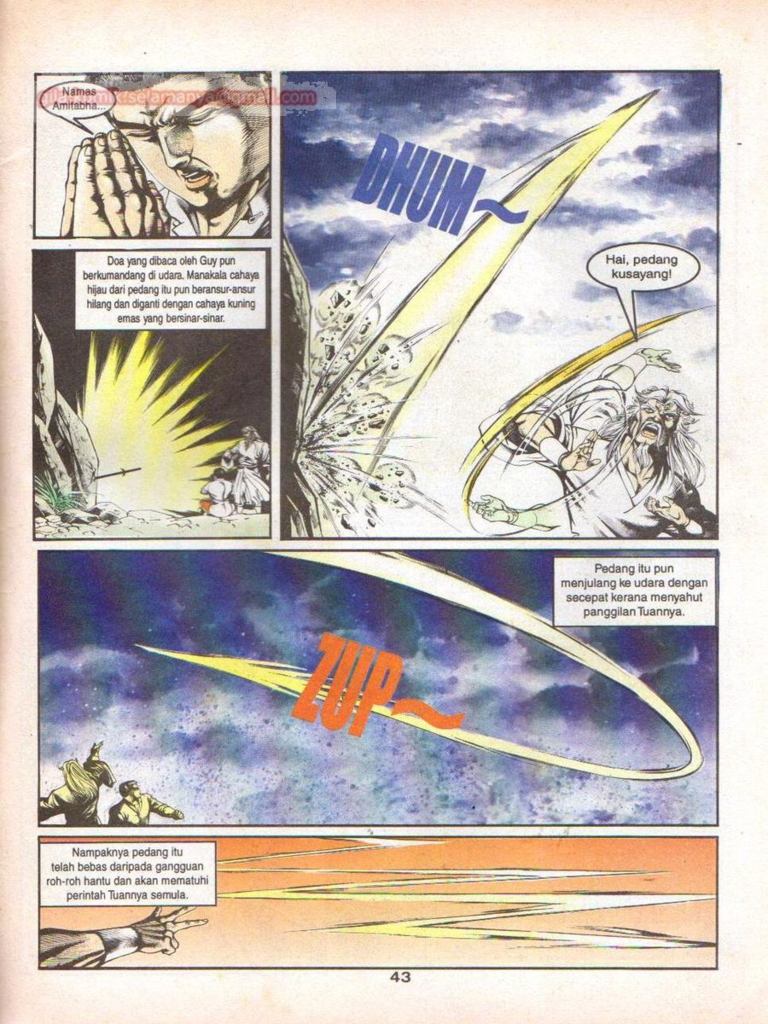 Namas
Amitabha...
Doa yang dibaca oleh Guy pun
berkumandang di udara. Manakala cahaya
hijau dari pedang itu pun beransur-ansur
hilang dan diganti dengan cahaya kuning
emas yang bersinar-sinar.
DHUM~
Hai, pedang
kusayang!
Pedang itu pun
menjulang ke udara dengan
secepat kerana menyahut
panggilan Tuannya.
ZUP~
Nampaknya pedang itu
telah bebas daripada gangguan
roh-roh hantu dan akan mematuhi
perintah Tuannya semula.
43